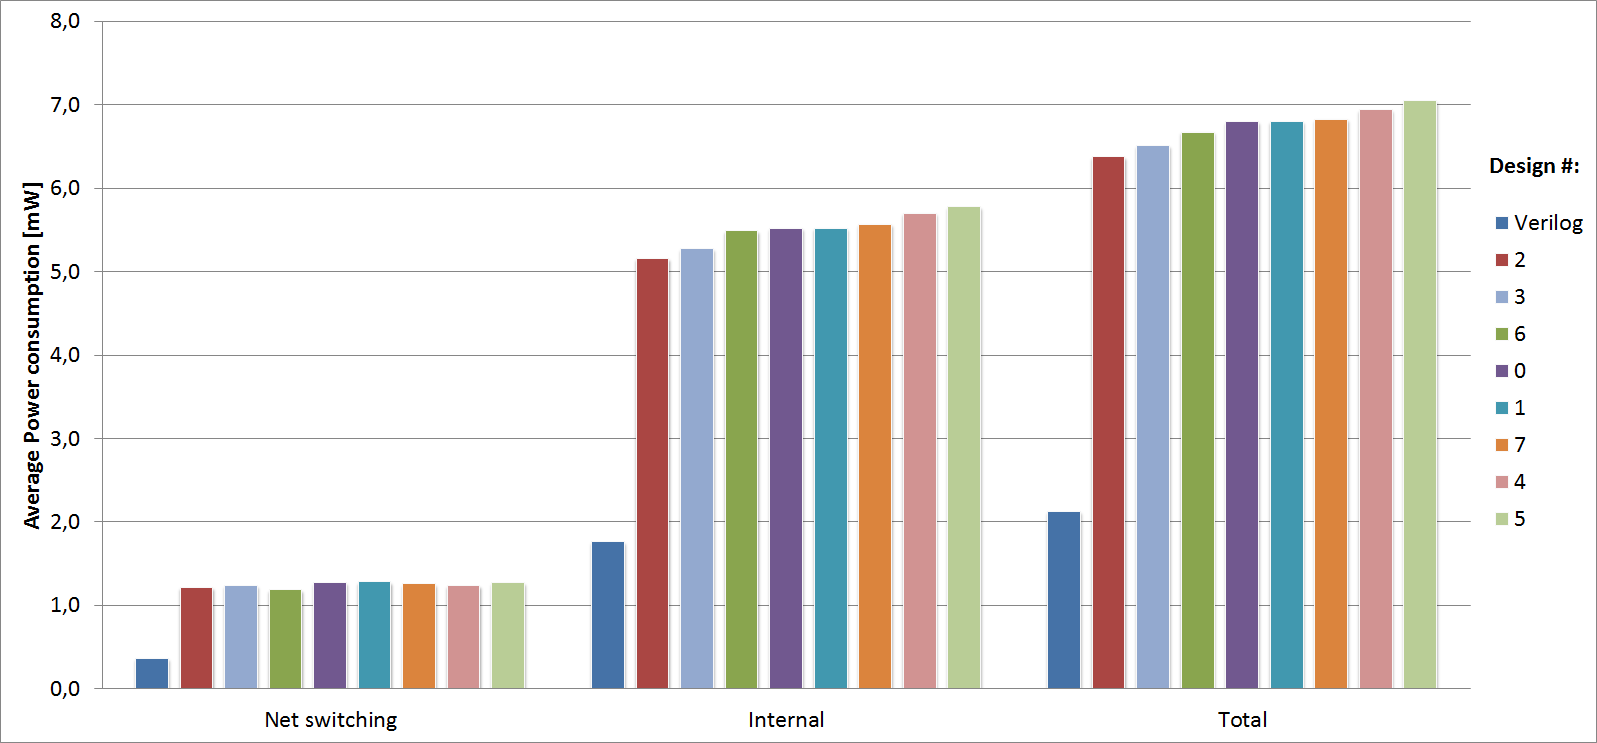 8,0
7,0
6,0
5,0
4,0
3,0
2,0
1,0
0,0
Average Power consumption [mW]
Net switching
Internal
Total
Design #:
Verilog
2
3
6
0
1
7
4
5